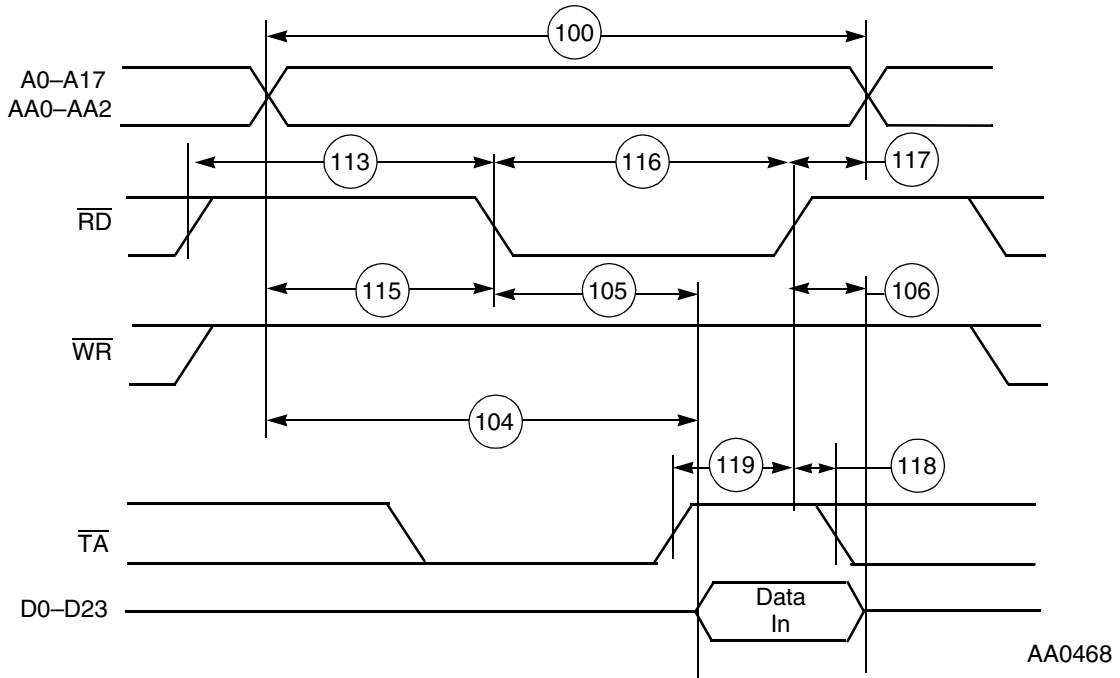 100
A0–A17
AA0–AA2
113
116
117
RD
115
105
106
WR
104
119
118
TA
D0–D23
Data
In
AA0468